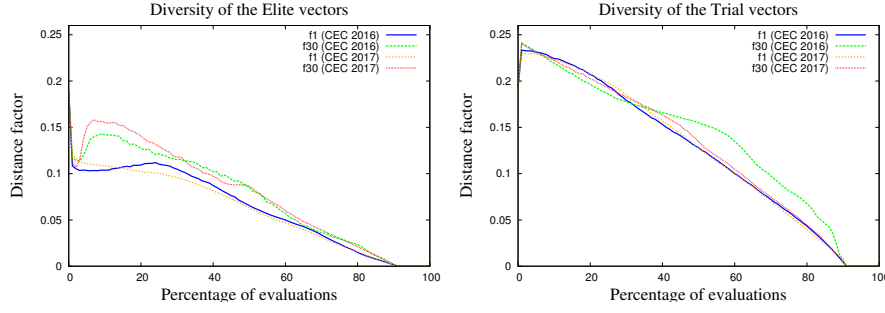 Diversity of the Elite vectors
0.25
0.2
0.15
0.1
0.05
0
Distance factor
f1 (CEC 2016)
f30 (CEC 2016)
f1 (CEC 2017)
f30 (CEC 2017)
0 20 40 60 80 100
Percentage of evaluations
Diversity of the Trial vectors
0.25
0.2
0.15
0.1
0.05
0
Distance factor
f1 (CEC 2016)
f30 (CEC 2016)
f1 (CEC 2017)
f30 (CEC 2017)
0 20 40 60 80 100
Percentage of evaluations